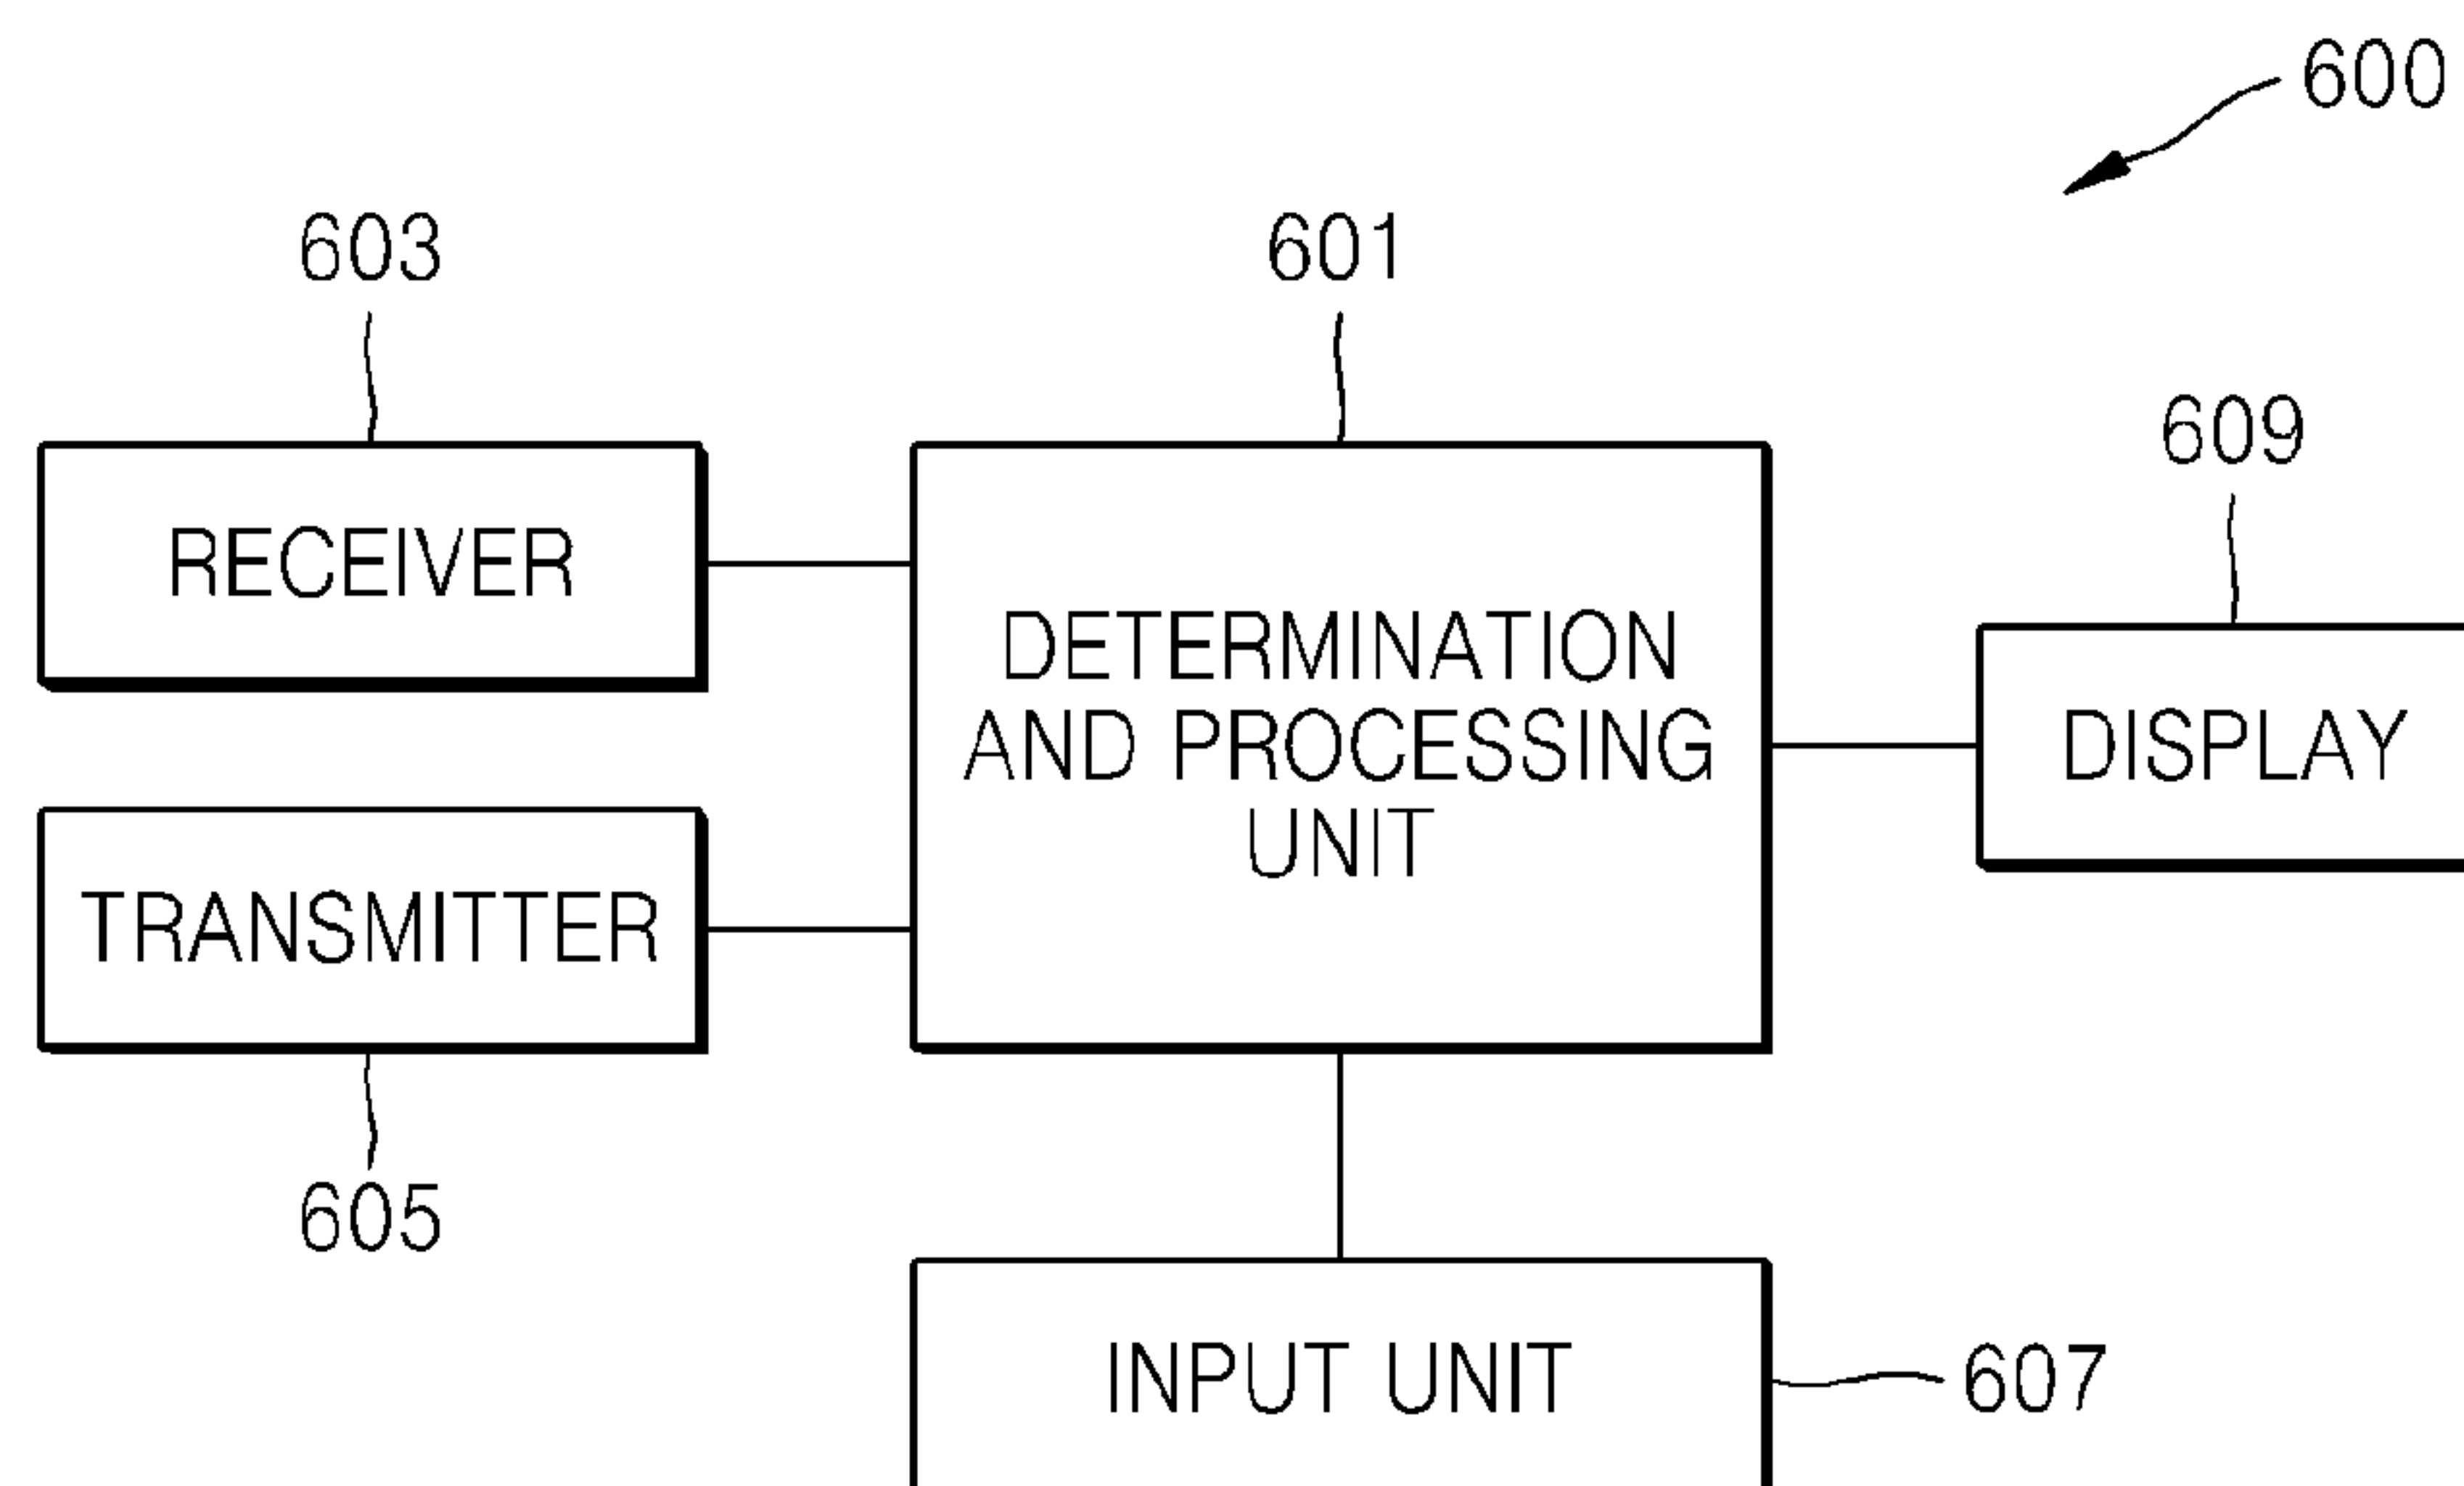 600
603
601
609
RECEIVER
DETERMINATION
AND PROCESSING
UNIT
DISPLAY
TRANSMITTER
605
INPUT UNIT
607